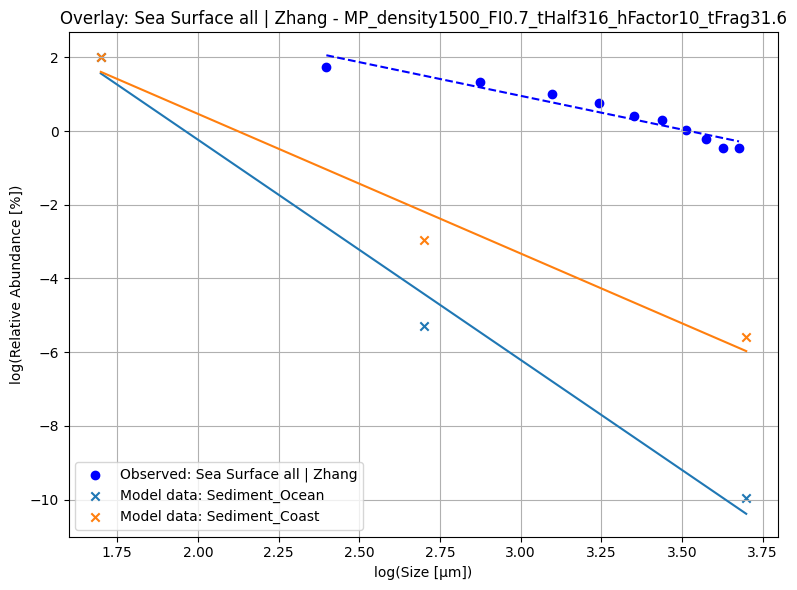 Overlay: Sea Surface all | Zhang - MP_density1500_FI0.7_tHalf316_hFactor10_tFrag31.6
log(Relative Abundance [%])
2
0
−2
−4
−6
−8
−10
Observed: Sea Surface all | Zhang
Model data: Sediment_Ocean
Model data: Sediment_Coast
1.75
2.00
2.25
2.50
2.75
3.00
3.25
3.50
3.75
log(Size [µm])